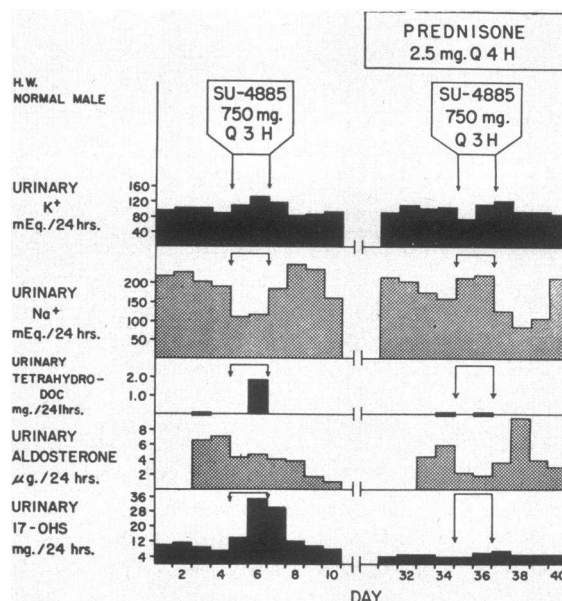 PREDNISONE
2.5 mg. Q 4 H
H.W.
NORMAL MALE
SU-4885
750 mg.
Q 3 H
SU-4885
750 mg.
Q 3 H
URINARY
K+
mEq./24 hrs.
160
120
80
40
URINARY
Na+
mEq./24 hrs.
200
150
100
50
URINARY
TETRAHYDRO-
DOC
mg./24 lhrs.
2.0
1.0
URINARY
ALDOSTERONE
μg./24 hrs.
8
6
4
2
URINARY
17-OHS
mg./24 hrs.
36
28
20
12
4
2 4 6 8 10 32 34 36 38 40
DAY